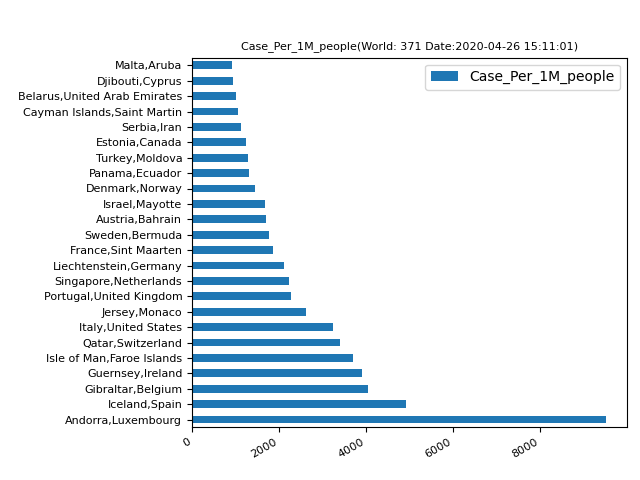 Case_Per_1M_people(World: 371 Date:2020-04-26 15:11:01)
Case_Per_1M_people
Malta,Aruba
Djibouti,Cyprus
Belarus,United Arab Emirates
Cayman Islands,Saint Martin
Serbia,Iran
Estonia,Canada
Turkey,Moldova
Panama,Ecuador
Denmark,Norway
Israel,Mayotte
Austria,Bahrain
Sweden,Bermuda
France,Sint Maarten
Liechtenstein,Germany
Singapore,Netherlands
Portugal,United Kingdom
Jersey,Monaco
Italy,United States
Qatar,Switzerland
Isle of Man,Faroe Islands
Guernsey,Ireland
Gibraltar,Belgium
Iceland,Spain
Andorra,Luxembourg
0 2000 4000 6000 8000